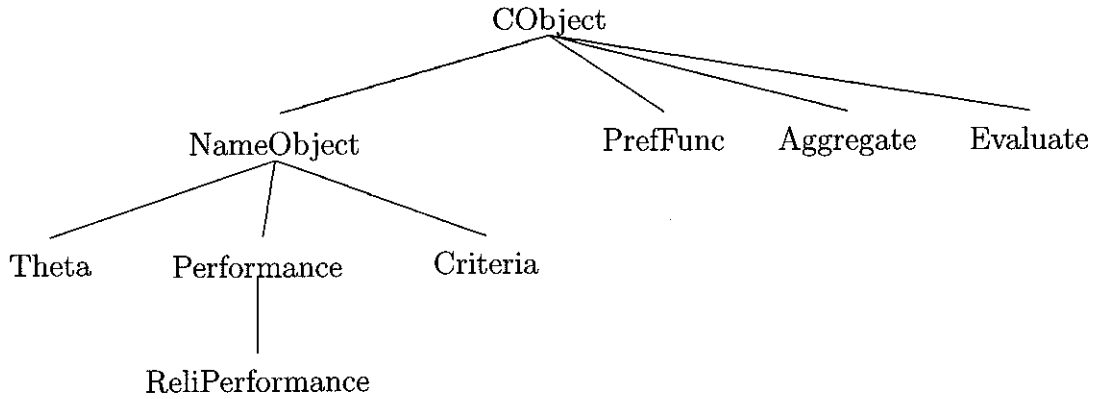 CObject
NameObject PrefFunc Aggregate Evaluate
Theta Performance Criteria
ReliPerformance